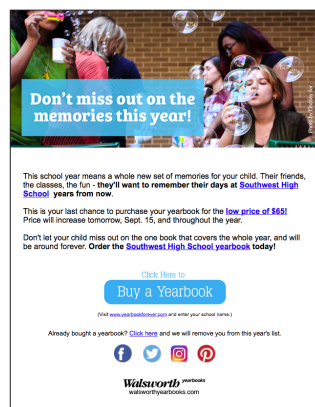 Don't miss out on the
memories this year!
This school year means a whole new set of memories for your child. Their friends,
the classes, the fun - they'll want to remember their days at Southwest High
School years from now.
This is your last chance to purchase your yearbook for the low price of $65!
Price will increase tomorrow, Sept. 15, and throughout the year.
Don't let your child miss out on the one book that covers the whole year, and will
be around forever. Order the Southwest High School yearbook today!
Click Here to
Buy a Yearbook
(Visit www.yearbookforever.com and enter your school name.)
Already bought a yearbook? Click here and we will remove you from this year's list.
Walsworth yearbooks
walsworthyearbooks.com